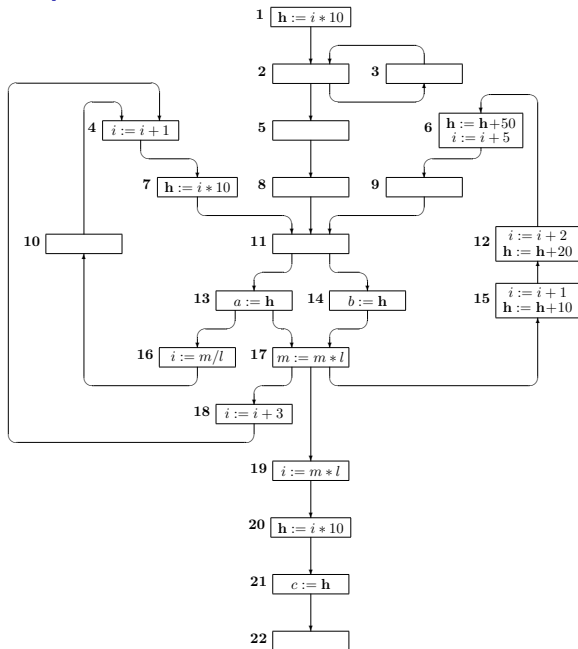 1 h := i ∗ 10
2
3
4 i := i + 1
5
6 h := h+50
i := i + 5
7 h := i ∗ 10
8
9
10
11
12 i := i + 2
h := h+20
13 a := h
14 b := h
15 i := i + 1
h := h+10
16 i := m/l
17 m := m ∗ l
18 i := i + 3
19 i := m ∗ l
20 h := i ∗ 10
21 c := h
22